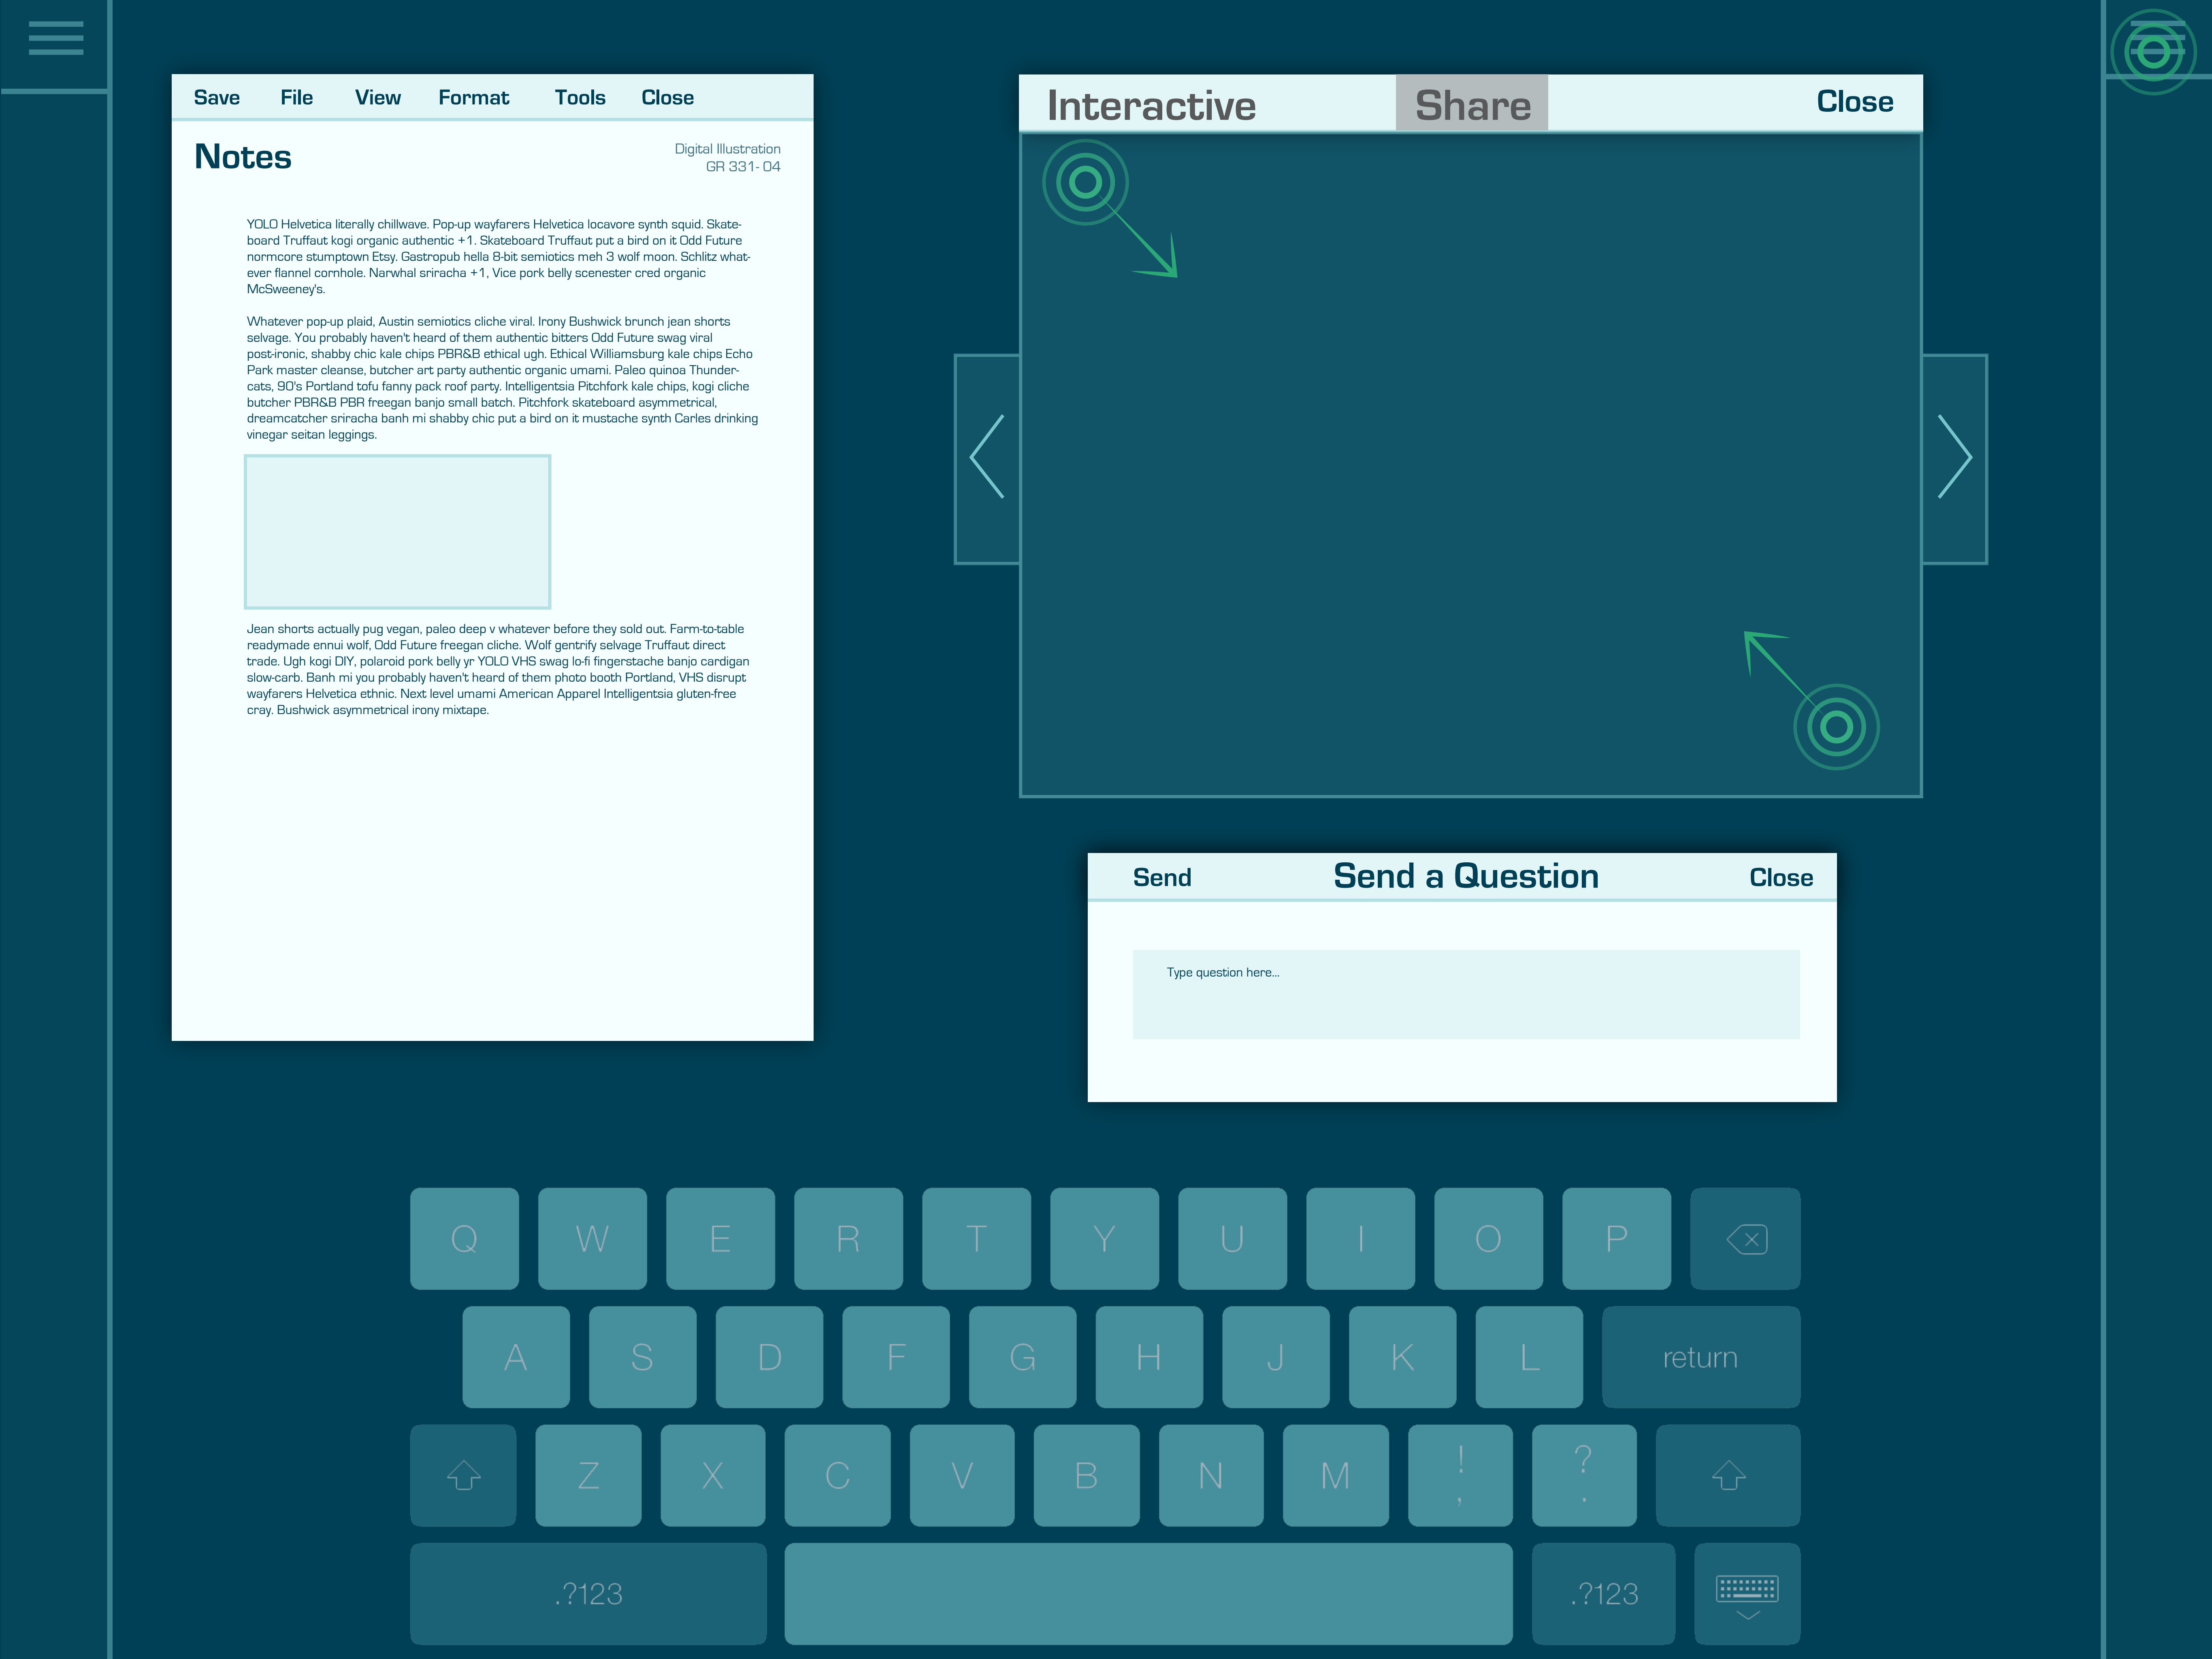 Save File View Format Tools Close
Notes
Digital Illustration
GR 331- 04
YOLO Helvetica literally chillwave. Pop-up wayfarers Helvetica locavore synth squid. Skate-
board Truffaut kogi organic authentic +1. Skateboard Truffaut put a bird on it Odd Future
normcore stumptown Etsy. Gastropub hella 8-bit semiotics meh 3 wolf moon. Schlitz what-
ever flannel cornhole. Narwhal sriracha +1, Vice pork belly scenester cred organic
McSweeney's.
Whatever pop-up plaid, Austin semiotics cliche viral. Irony Bushwick brunch jean shorts
selvage. You probably haven't heard of them authentic bitters Odd Future swag viral
post-ironic, shabby chic kale chips PBR&B ethical ugh. Ethical Williamsburg kale chips Echo
Park master cleanse, butcher art party authentic organic umami. Paleo quinoa Thunder-
cats, 90's Portland tofu fanny pack roof party. Intelligentsia Pitchfork kale chips, kogi cliche
butcher PBR&B PBR freegan banjo small batch. Pitchfork skateboard asymmetrical,
dreamcatcher sriracha banh mi shabby chic put a bird on it mustache synth Carles drinking
vinegar seitan leggings.
Jean shorts actually pug vegan, paleo deep v whatever before they sold out. Farm-to-table
readymade ennui wolf, Odd Future freegan cliche. Wolf gentrify selvage Truffaut direct
trade. Ugh kogi DIY, polaroid pork belly yr YOLO VHS swag lo-fi fingerstache banjo cardigan
slow-carb. Banh mi you probably haven't heard of them photo booth Portland, VHS disrupt
wayfarers Helvetica ethnic. Next level umami American Apparel Intelligentsia gluten-free
cray. Bushwick asymmetrical irony mixtape.
Interactive Share Close
Send Send a Question Close
Type question here...
Q W E R T Y U I O P
A S D F G H J K L return
Z X C V B N M ! , ? .
.?123 .?123